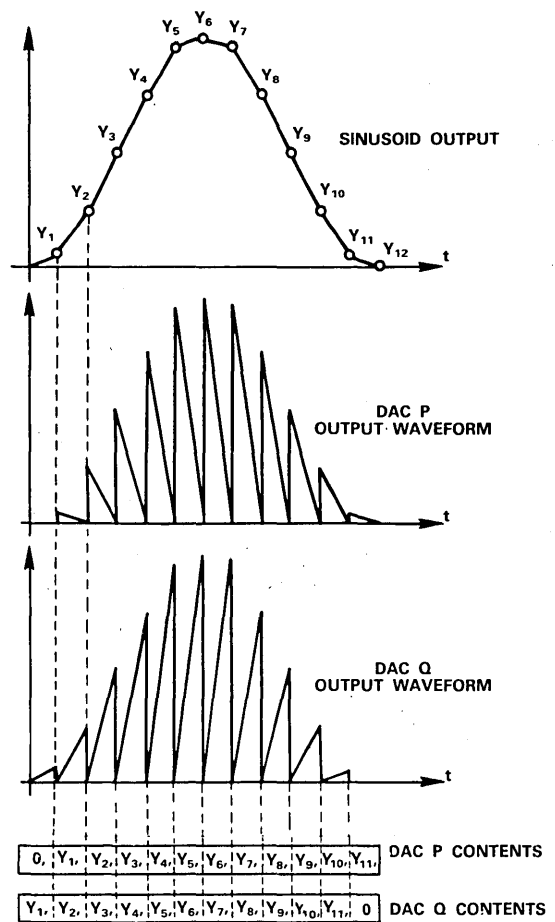 Y6
Y5
Y7
Y4
Y8
Y3
Y9
SINUSOID OUTPUT
Y2
Y10
Y1
Y11
Y12
t
DAC P
OUTPUT WAVEFORM
t
DAC Q
OUTPUT WAVEFORM
t
0, Y1, Y2, Y3, Y4, Y5, Y6, Y7, Y8, Y9, Y10, Y11, DAC P CONTENTS
Y1, Y2, Y3, Y4, Y5, Y6, Y7, Y8, Y9, Y10, Y11, 0 DAC Q CONTENTS